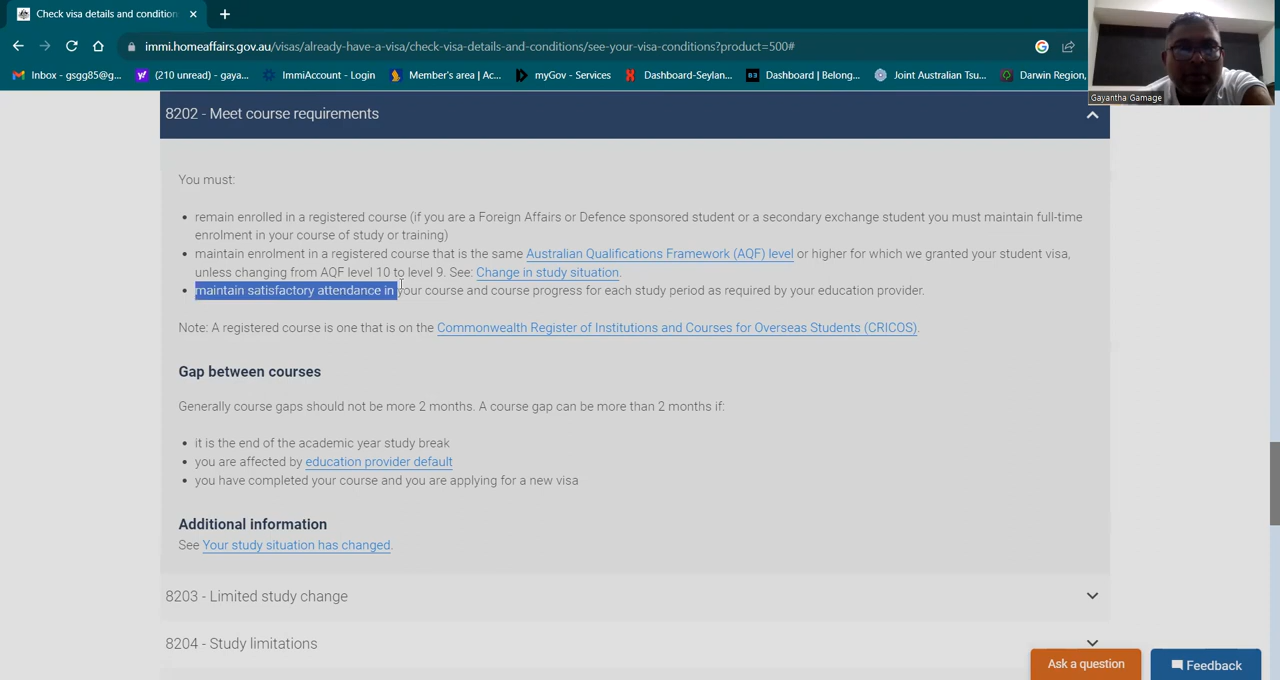 Check visa details and condition
immi.homeaffairs.gov.au/visas/already-have-a-visa/check-visa-details-and-conditions/see-your-visa-conditions?product=500#
Inbox - gsgg85@g...
(210 unread) - gaya...
ImmiAccount - Login
Member's area | Ac...
myGov - Services
Dashboard-Seylan...
Dashboard | Belong...
Joint Australian Tsu...
Darwin Region,
Gayantha Gamage
8202 - Meet course requirements
You must:
• remain enrolled in a registered course (if you are a Foreign Affairs or Defence sponsored student or a secondary exchange student you must maintain full-time
enrolment in your course of study or training)
• maintain enrolment in a registered course that is the same Australian Qualifications Framework (AQF) level or higher for which we granted your student visa,
unless changing from AQF level 10 to level 9. See: Change in study situation.
• maintain satisfactory attendance in your course and course progress for each study period as required by your education provider.
Note: A registered course is one that is on the Commonwealth Register of Institutions and Courses for Overseas Students (CRICOS).
Gap between courses
Generally course gaps should not be more 2 months. A course gap can be more than 2 months if:
• it is the end of the academic year study break
• you are affected by education provider default
• you have completed your course and you are applying for a new visa
Additional information
See Your study situation has changed.
8203 - Limited study change
8204 - Study limitations
Ask a question
Feedback